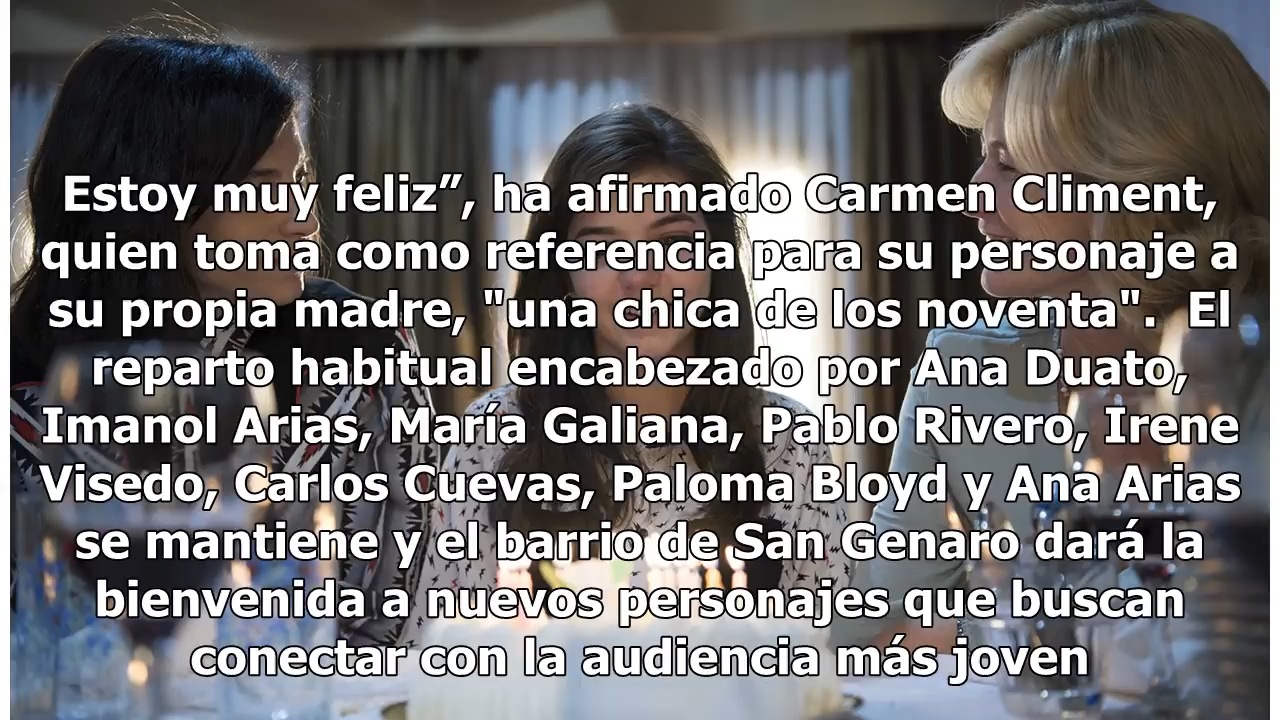 Estoy muy feliz”, ha afirmado Carmen Climent,
quien toma como referencia para su personaje a
su propia madre, "una chica de los noventa".  El
reparto habitual encabezado por Ana Duato,
Imanol Arias, María Galiana, Pablo Rivero, Irene
Visedo, Carlos Cuevas, Paloma Bloyd y Ana Arias
se mantiene y el barrio de San Genaro dará la
bienvenida a nuevos personajes que buscan
conectar con la audiencia más joven